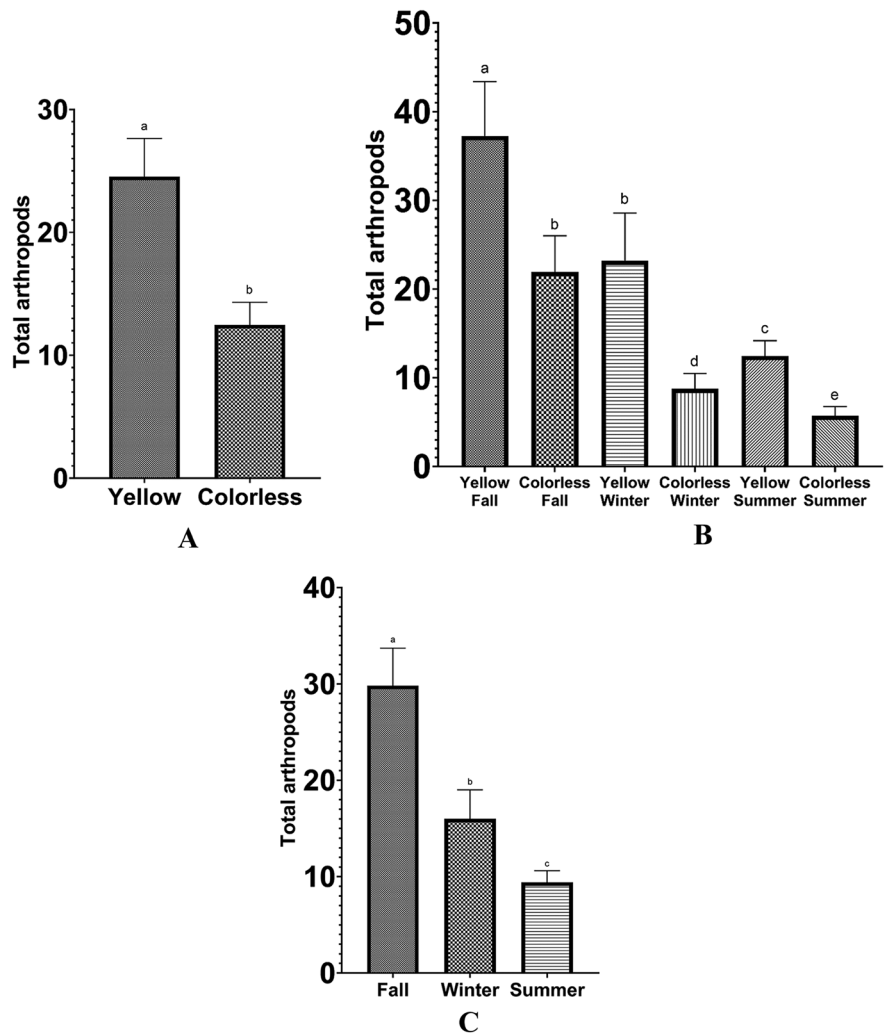 Total arthropods
30
20
10
0
a
b
Yellow
Colorless
A
Total arthropods
50
40
30
20
10
0
a
b
b
d
c
e
Yellow
Fall
Colorless
Fall
Yellow
Winter
Colorless
Winter
Yellow
Summer
Colorless
Summer
B
Total arthropods
40
30
20
10
0
a
b
c
Fall
Winter
Summer
C